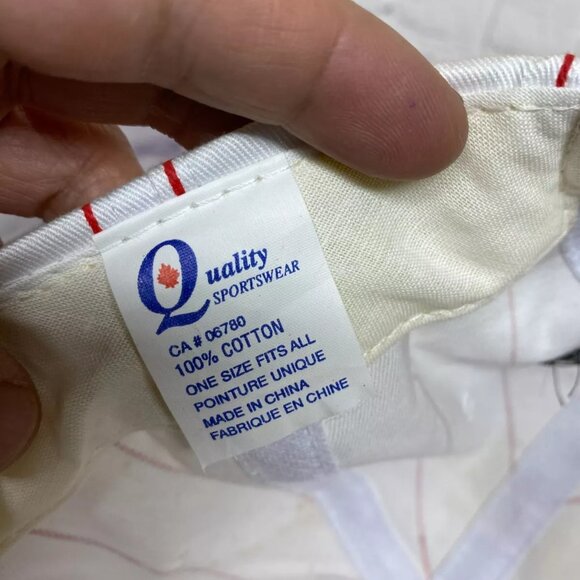 Quality
SPORTSWEAR
CA # 06780
100% COTTON
ONE SIZE FITS ALL
POINTURE UNIQUE
MADE IN CHINA
FABRIQUE EN CHINE